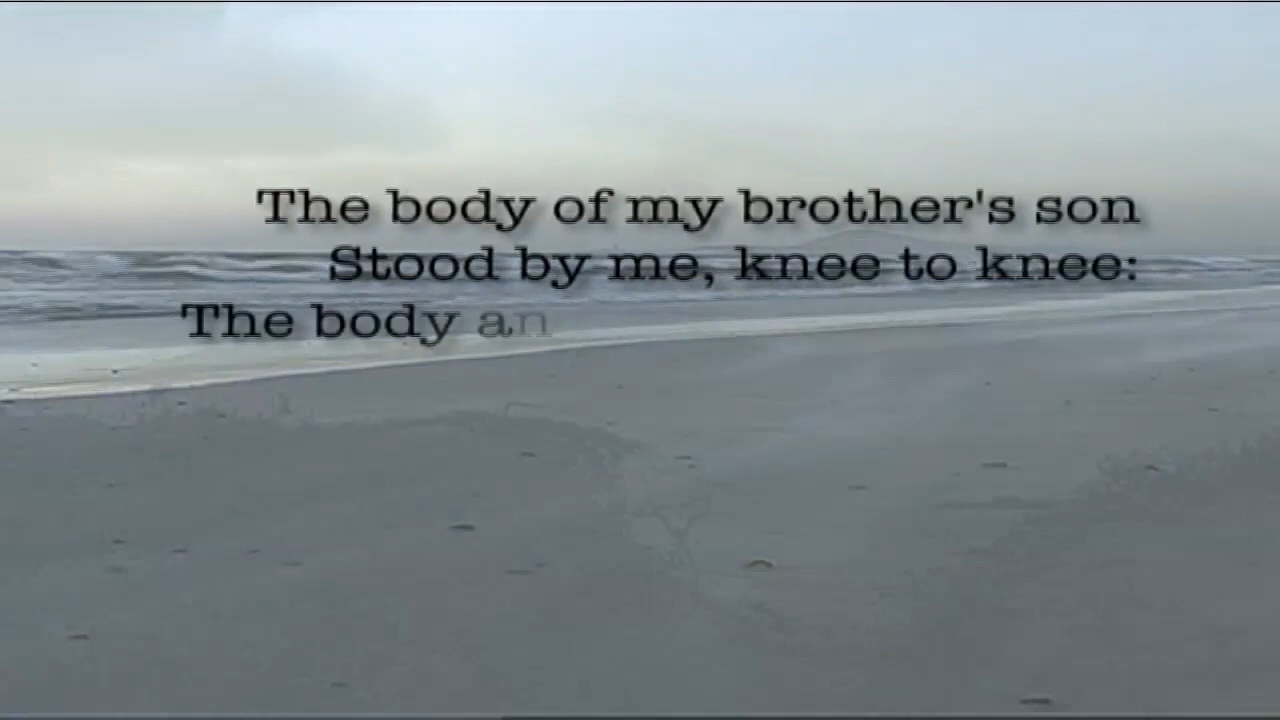 The body of my brother's son
Stood by me, knee to knee:
The body an